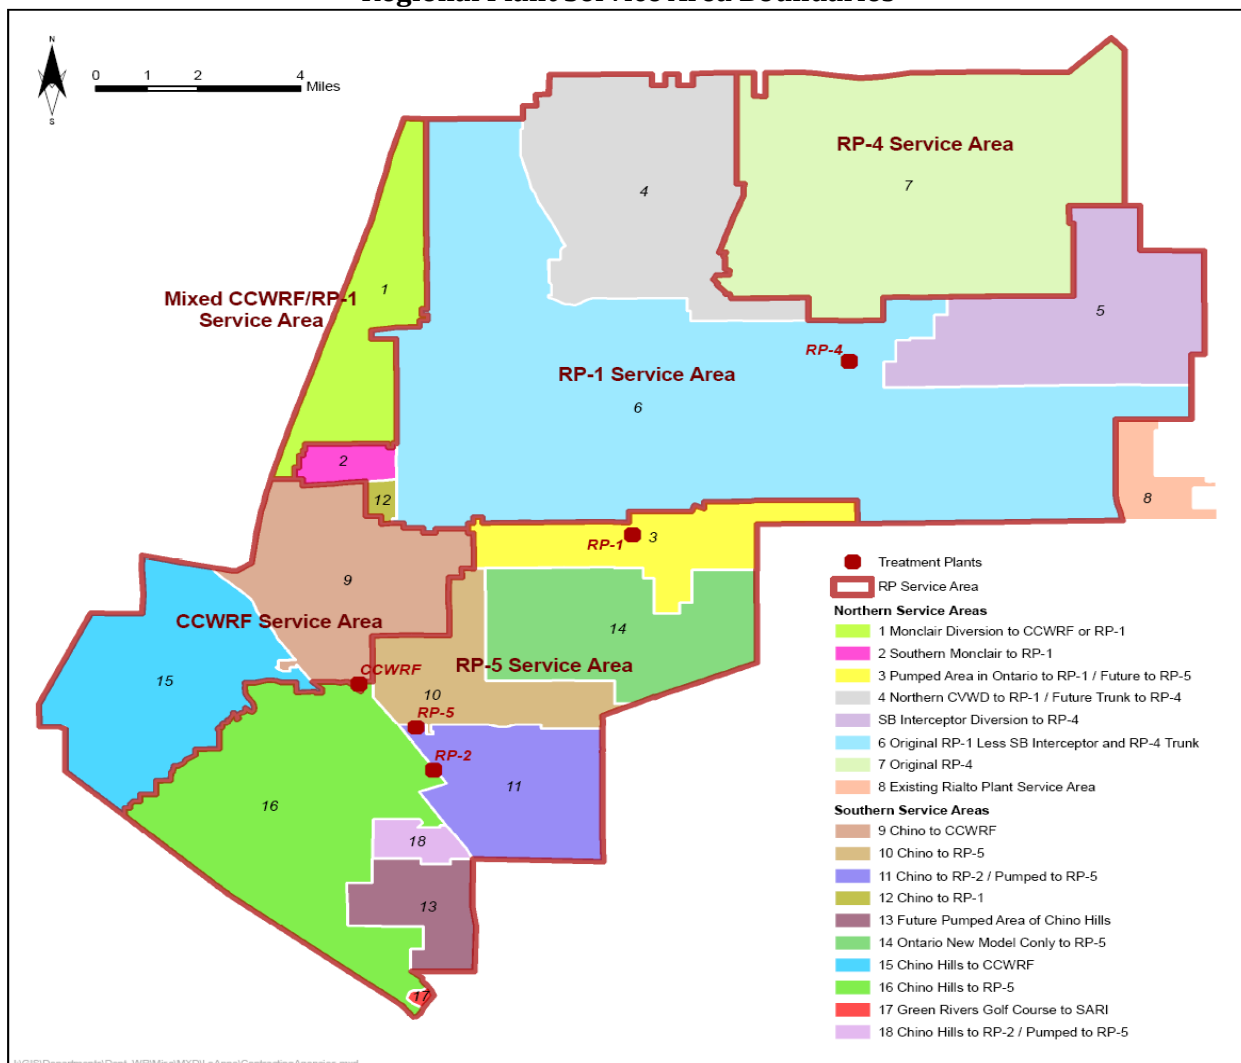 Regional Plant Service Area Boundaries
N
S
0 1 2 4
Miles
RP-4 Service Area
7
4
Mixed CCWRF/RP-1
Service Area
1
5
RP-4
RP-1 Service Area
6
2
12
8
RP-1
3
9
CCWRF Service Area
14
RP-5 Service Area
CCWRF
15
10
RP-5
RP-2
11
16
18
13
17
Treatment Plants
RP Service Area
Northern Service Areas
1 Monclair Diversion to CCWRF or RP-1
2 Southern Monclair to RP-1
3 Pumped Area in Ontario to RP-1 / Future to RP-5
4 Northern CVWD to RP-1 / Future Trunk to RP-4
SB Interceptor Diversion to RP-4
6 Original RP-1 Less SB Interceptor and RP-4 Trunk
7 Original RP-4
8 Existing Rialto Plant Service Area
Southern Service Areas
9 Chino to CCWRF
10 Chino to RP-5
11 Chino to RP-2 / Pumped to RP-5
12 Chino to RP-1
13 Future Pumped Area of Chino Hills
14 Ontario New Model Conly to RP-5
15 Chino Hills to CCWRF
16 Chino Hills to RP-5
17 Green Rivers Golf Course to SARI
18 Chino Hills to RP-2 / Pumped to RP-5